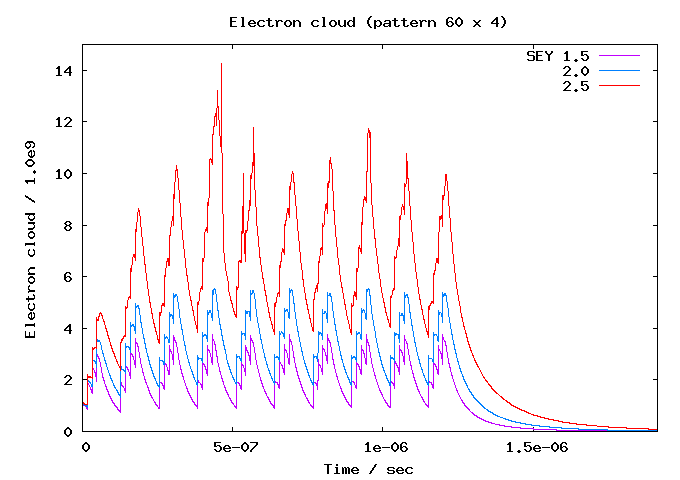 Electron cloud (pattern 60 x 4)
SEY 1.5
2.0
2.5
14
12
10
8
6
4
2
0
Electron cloud / 1.0e9
0 5e-07 1e-06 1.5e-06
Time / sec